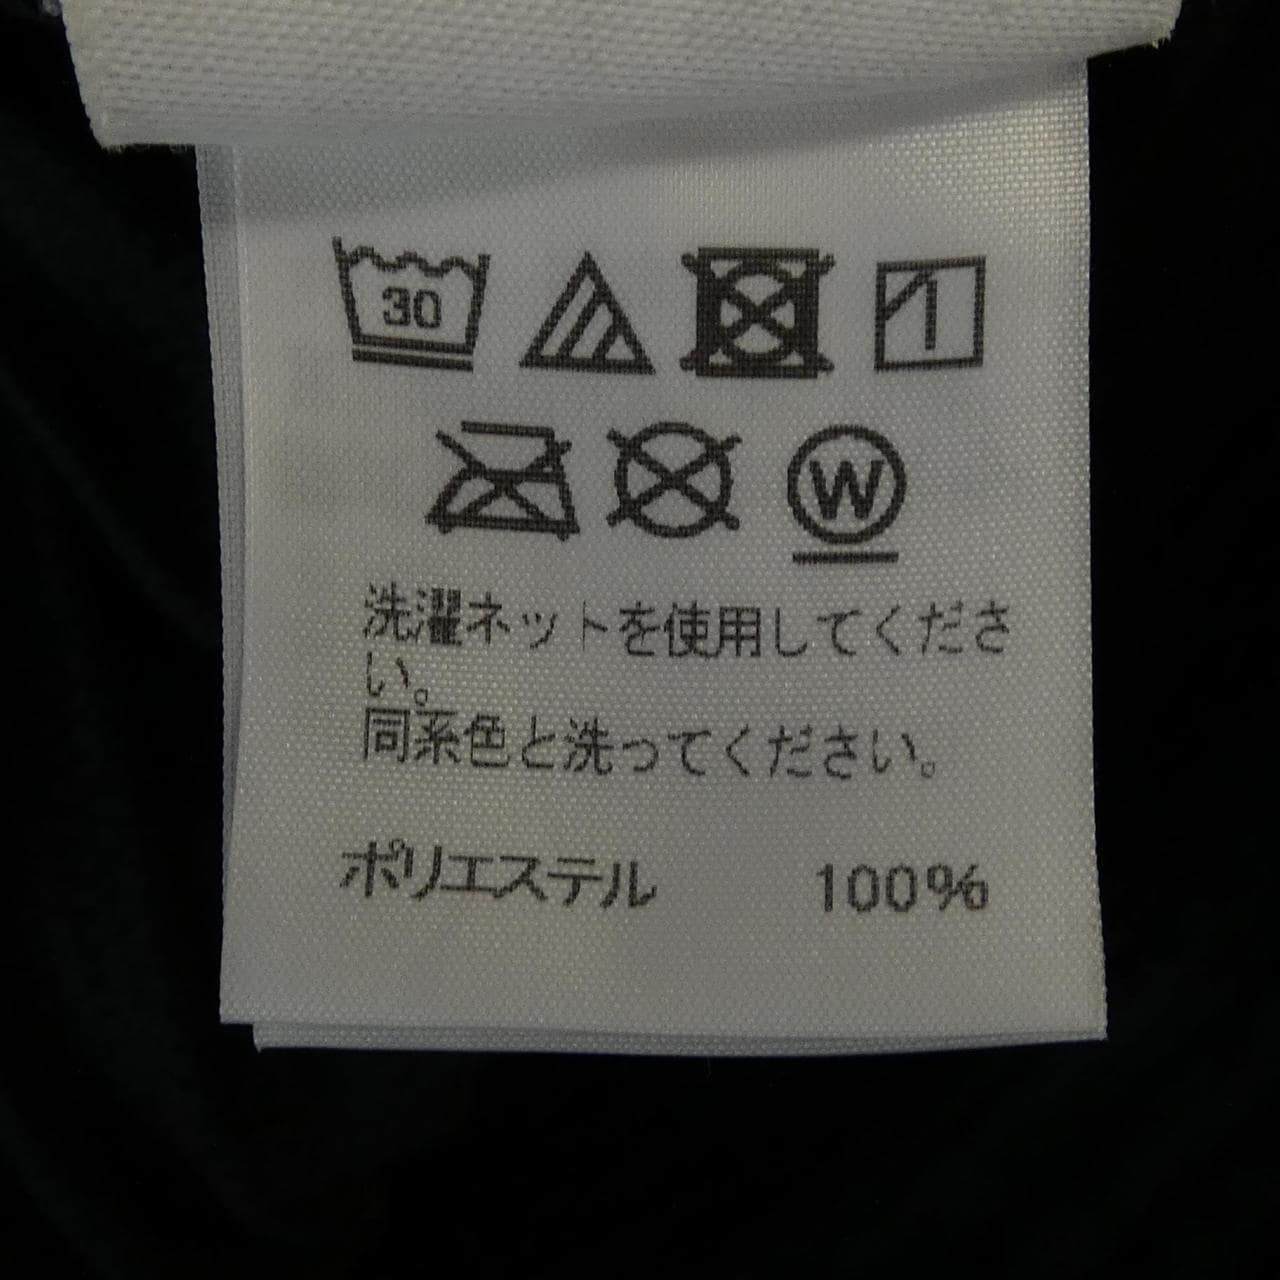 30
W
洗濯ネットを使用してくださ
い。
同系色と洗ってください。
ポリエステル 100%